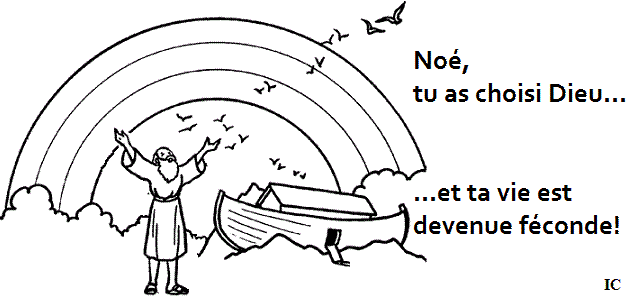 Noé,
tu as choisi Dieu...
...et ta vie est
devenue féconde!
IC